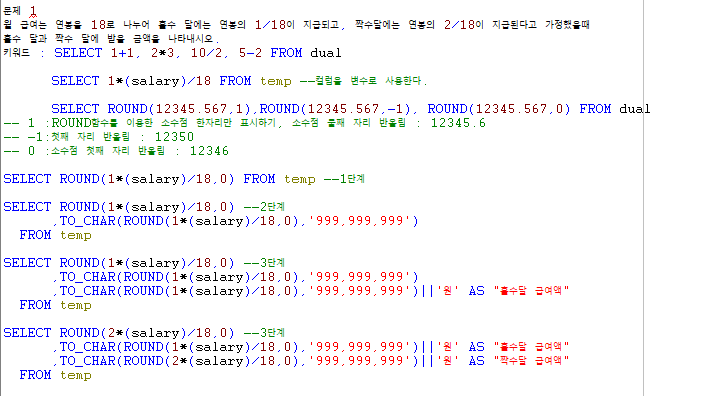 문제 1
월 급여는 연봉을 18로 나누어 홀수 달에는 연봉의 1/18이 지급되고, 짝수달에는 연봉의 2/18이 지급된다고 가정했을때
홀수 달과 짝수 달에 받을 금액을 나타내시오.
키워드 : SELECT 1+1, 2*3, 10/2, 5-2 FROM dual
SELECT 1*(salary)/18 FROM temp --컬럼을 변수로 사용한다.
SELECT ROUND(12345.567,1),ROUND(12345.567,-1), ROUND(12345.567,0) FROM dual
-- 1 :ROUND함수를 이용한 소수점 한자리만 표시하기, 소수점 둘째 자리 반올림 : 12345.6
-- -1:첫째 자리 반올림 : 12350
-- 0 :소수점 첫째 자리 반올림 : 12346
SELECT ROUND(1*(salary)/18,0) FROM temp --1단계
SELECT ROUND(1*(salary)/18,0) --2단계
,TO_CHAR(ROUND(1*(salary)/18,0),'999,999,999')
FROM temp
SELECT ROUND(1*(salary)/18,0) --3단계
,TO_CHAR(ROUND(1*(salary)/18,0),'999,999,999')
,TO_CHAR(ROUND(1*(salary)/18,0),'999,999,999')||'원' AS "홀수달 급여액"
FROM temp
SELECT ROUND(2*(salary)/18,0) --3단계
,TO_CHAR(ROUND(1*(salary)/18,0),'999,999,999')||'원' AS "홀수달 급여액"
,TO_CHAR(ROUND(2*(salary)/18,0),'999,999,999')||'원' AS "짝수달 급여액"
FROM temp